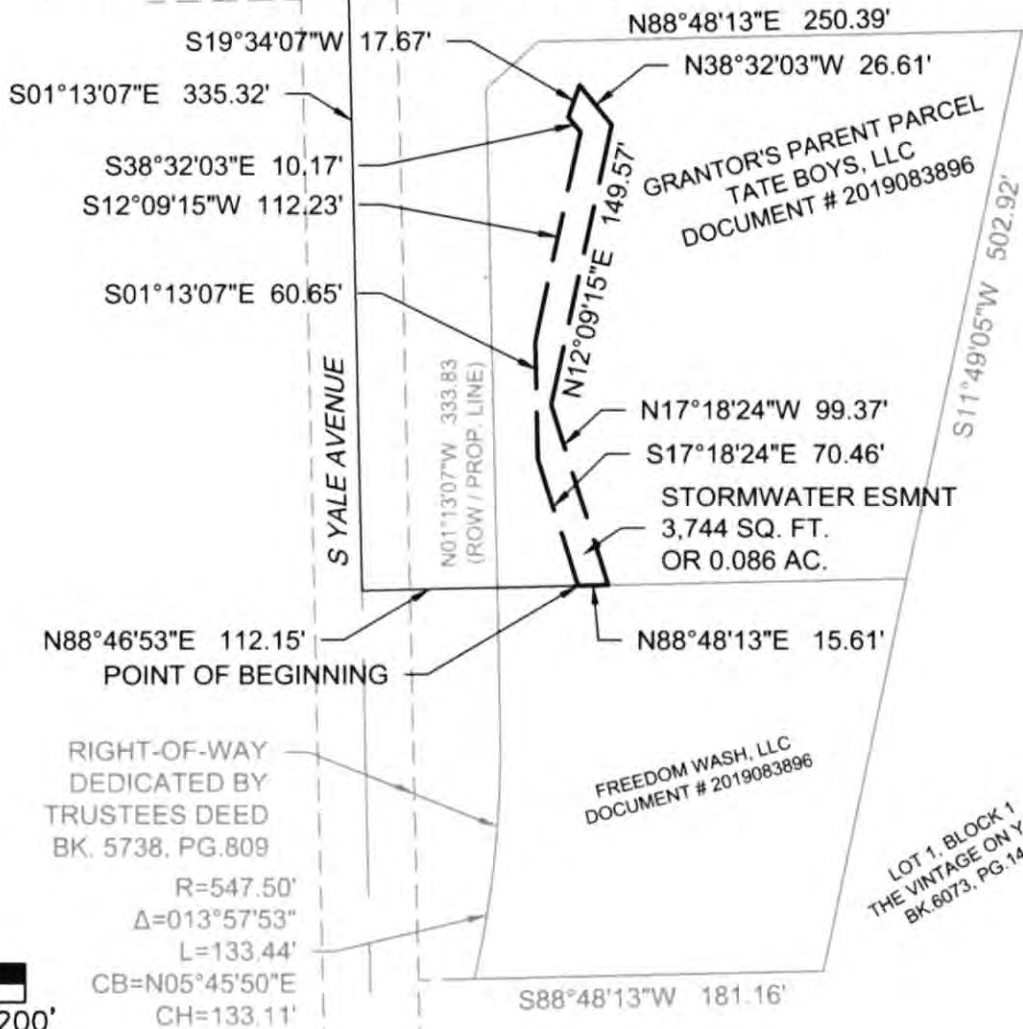 N88°48'13"E 250.39'
S19°34'07"W 17.67'
N38°32'03"W 26.61'
S01°13'07"E 335.32'
S38°32'03"E 10.17'
S12°09'15"W 112.23'
GRANTOR'S PARENT PARCEL
TATE BOYS, LLC
DOCUMENT # 2019083896
N12°09'15"E 149.57'
S11°49'05"W 502.92'
S01°13'07"E 60.65'
S YALE AVENUE
N01°13'07"W 333.83
(ROW / PROP. LINE)
N17°18'24"W 99.37'
S17°18'24"E 70.46'
STORMWATER ESMNT
3,744 SQ. FT.
OR 0.086 AC.
N88°46'53"E 112.15'
N88°48'13"E 15.61'
POINT OF BEGINNING
RIGHT-OF-WAY
DEDICATED BY
TRUSTEES DEED
BK. 5738, PG.809
FREEDOM WASH, LLC
DOCUMENT # 2019083896
LOT 1, BLOCK 1
THE VINTAGE ON Y
BK.6073, PG.14
R=547.50'
Δ=013°57'53"
L=133.44'
CB=N05°45'50"E
CH=133.11'
S88°48'13"W 181.16'
200'